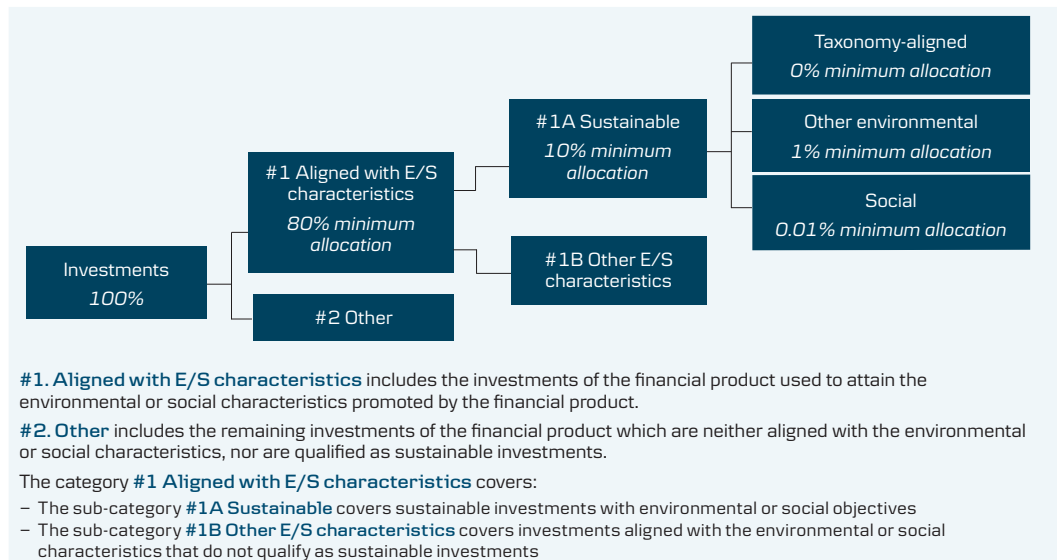 Taxonomy-aligned
0% minimum allocation
#1A Sustainable
10% minimum
allocation
Other environmental
1% minimum allocation
#1 Aligned with E/S
characteristics
80% minimum
allocation
Social
0.01% minimum allocation
#1B Other E/S
characteristics
Investments
100%
#2 Other
#1. Aligned with E/S characteristics includes the investments of the financial product used to attain the
environmental or social characteristics promoted by the financial product.
#2. Other includes the remaining investments of the financial product which are neither aligned with the environmental
or social characteristics, nor are qualified as sustainable investments.
The category #1 Aligned with E/S characteristics covers:
– The sub-category #1A Sustainable covers sustainable investments with environmental or social objectives
– The sub-category #1B Other E/S characteristics covers investments aligned with the environmental or social
characteristics that do not qualify as sustainable investments